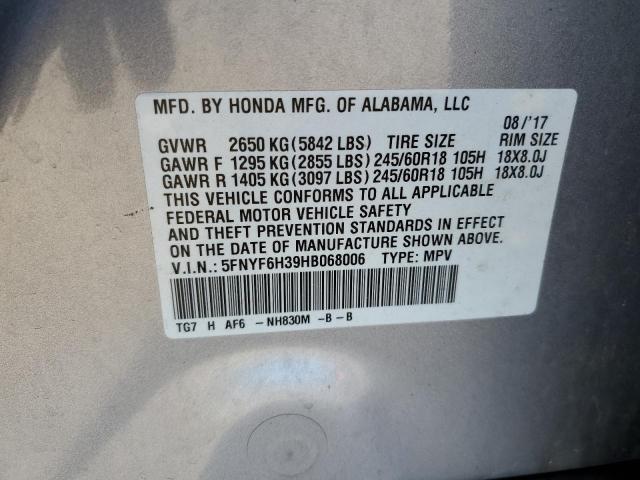 MFD. BY HONDA MFG. OF ALABAMA, LLC
08/'17
GVWR 2650 KG(5842 LBS) TIRE SIZE RIM SIZE
GAWR F 1295 KG(2855 LBS)245/60R18 105H 18X8.0J
GAWR R 1405 KG(3097 LBS)245/60R18 105H 18X8.0J
THIS VEHICLE CONFORMS TO ALL APPLICABLE
FEDERAL MOTOR VEHICLE SAFETY
AND THEFT PREVENTION STANDARDS IN EFFECT
ON THE DATE OF MANUFACTURE SHOWN ABOVE.
V.I.N.: 5FNYF6H39HB068006 TYPE: MPV
TG7 H AF6 -NH830M -B-B